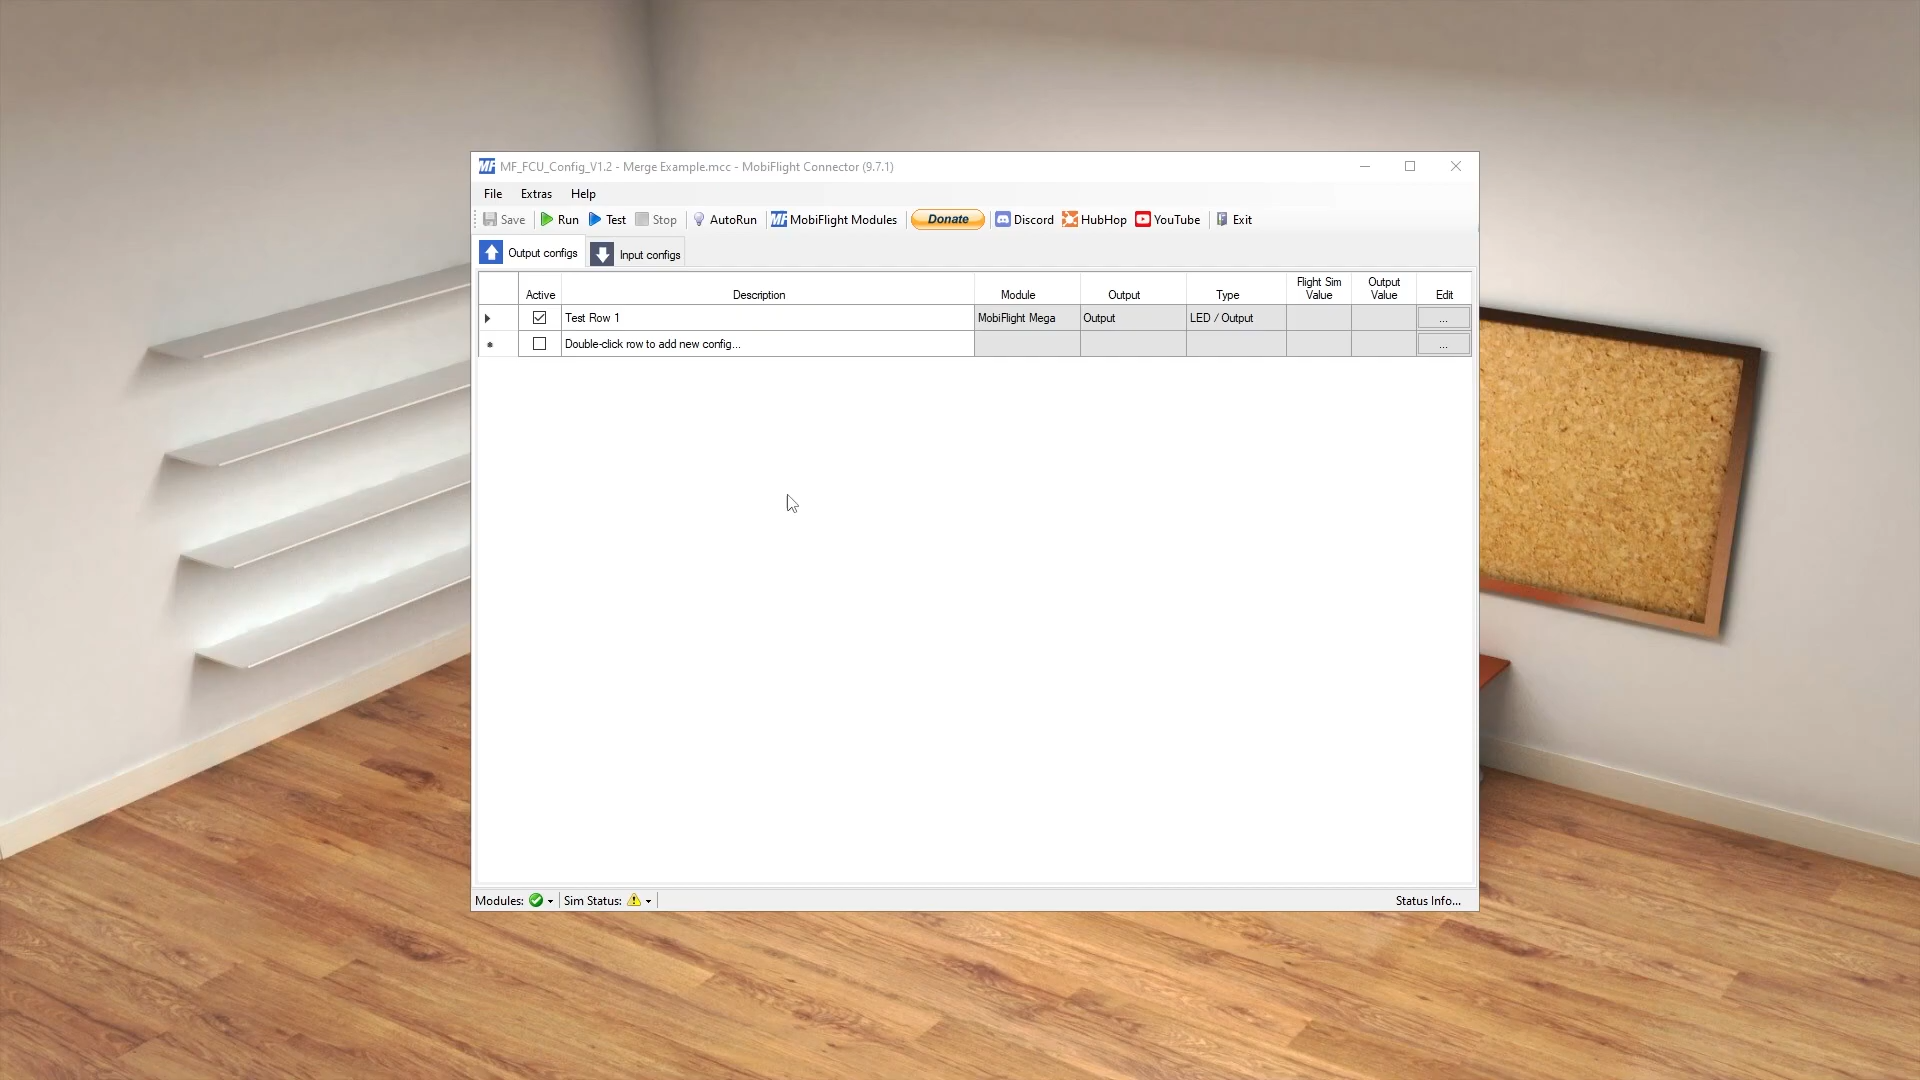 MF MF_FCU_Config_V1.2 - Merge Example.mcc - MobiFlight Connector (9.7.1)
File Extras Help
Save Run Test Stop AutoRun MF MobiFlight Modules Donate Discord HubHop YouTube Exit
Output configs Input configs
Active Description Module Output Type Flight Sim Value Output Value Edit
Test Row 1 MobiFlight Mega Output LED / Output ...
Double-click row to add new config... ...
Modules: Sim Status: Status Info...